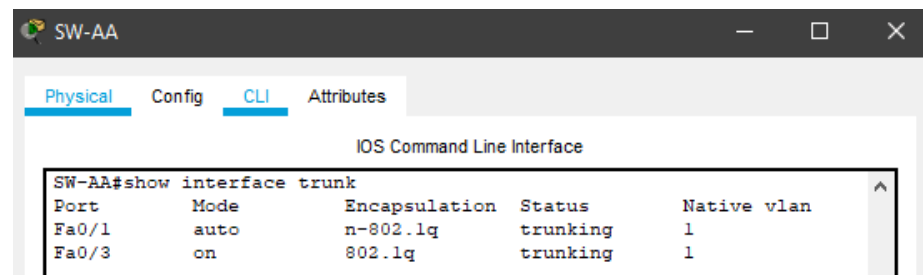 SW-AA
Physical Config CLI Attributes
IOS Command Line Interface
SW-AA#show interface trunk
Port Mode Encapsulation Status Native vlan
Fa0/1 auto n-802.1q trunking 1
Fa0/3 on 802.1q trunking 1